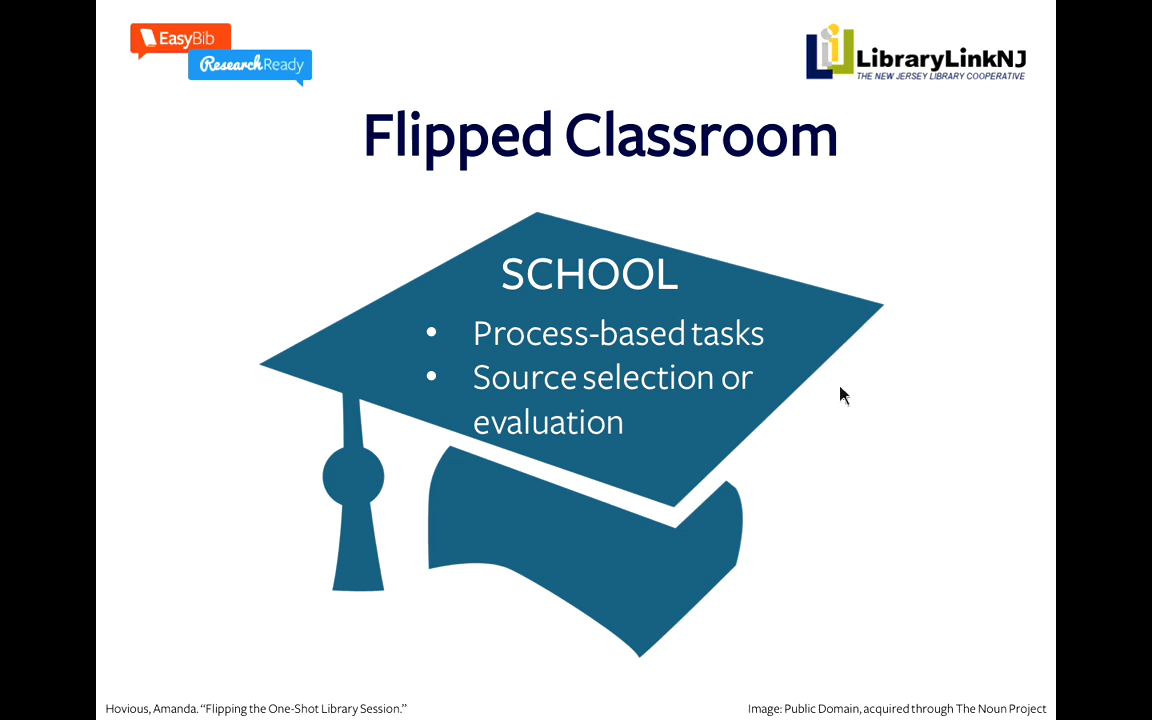 EasyBib
ResearchReady
LibraryLinkNJ
THE NEW JERSEY LIBRARY COOPERATIVE
Flipped Classroom
SCHOOL
• Process-based tasks
• Source selection or
evaluation
Hovious, Amanda. “Flipping the One-Shot Library Session.”
Image: Public Domain, acquired through The Noun Project